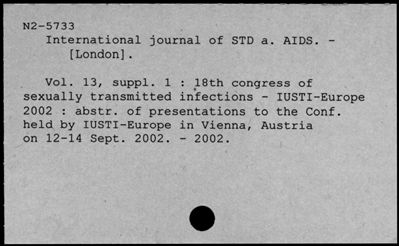 N2-5733
International journal of STD a. AIDS. -
[London].
Vol. 13, suppl. 1 : 18th congress of
sexually transmitted infections - IUSTI-Europe
2002 : abstr. of presentations to the Conf.
held by IUSTI-Europe in Vienna, Austria
on 12-14 Sept. 2002. - 2002.